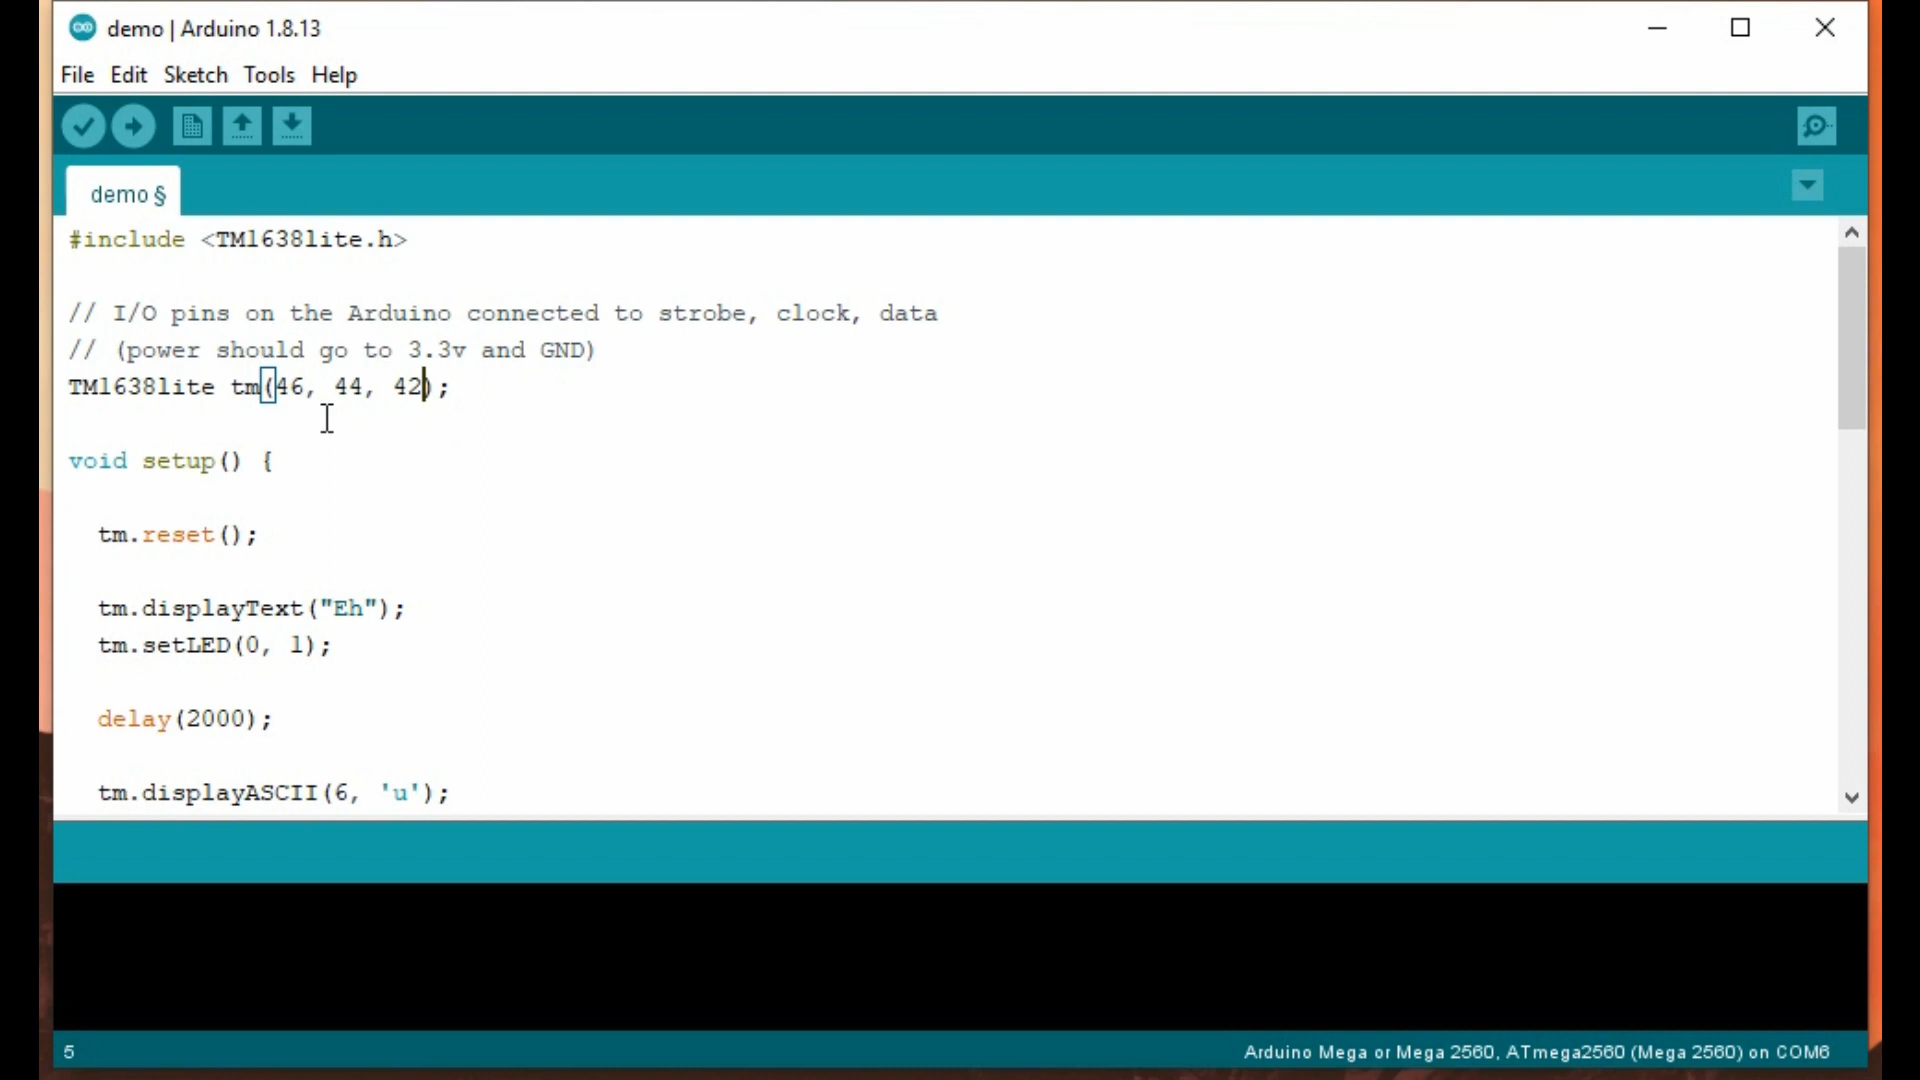 demo | Arduino 1.8.13
File Edit Sketch Tools Help
demo §
#include <TM1638lite.h>
// I/O pins on the Arduino connected to strobe, clock, data
// (power should go to 3.3v and GND)
TM1638lite tm(46, 44, 42);
void setup() {
tm.reset();
tm.displayText("Eh");
tm.setLED(0, 1);
delay(2000);
tm.displayASCII(6, 'u');
5
Arduino Mega or Mega 2560, ATmega2560 (Mega 2560) on COM6